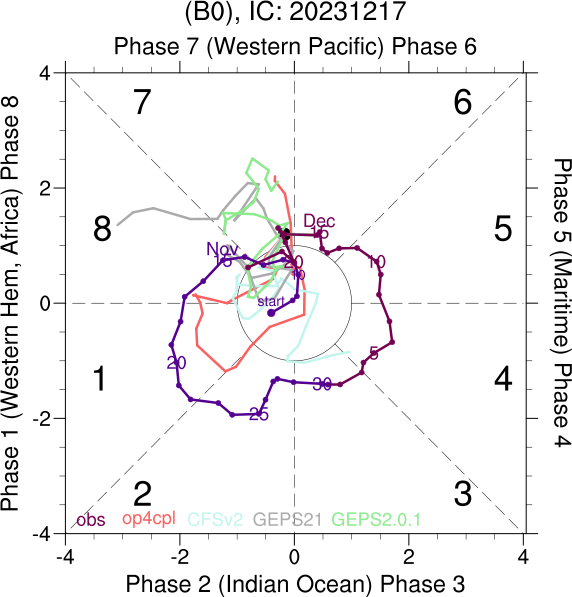 (B0), IC: 20231217
Phase 7 (Western Pacific) Phase 6
4
7
6
Phase 1 (Western Hem, Africa) Phase 8
Phase 5 (Maritime) Phase 4
2
8
Dec
15
5
Nov
15
20
10
10
0
start
5
20
1
4
30
25
-2
2
3
obs
op4cpl
CFSv2
GEPS21
GEPS2.0.1
-4
-4
-2
0
2
4
Phase 2 (Indian Ocean) Phase 3